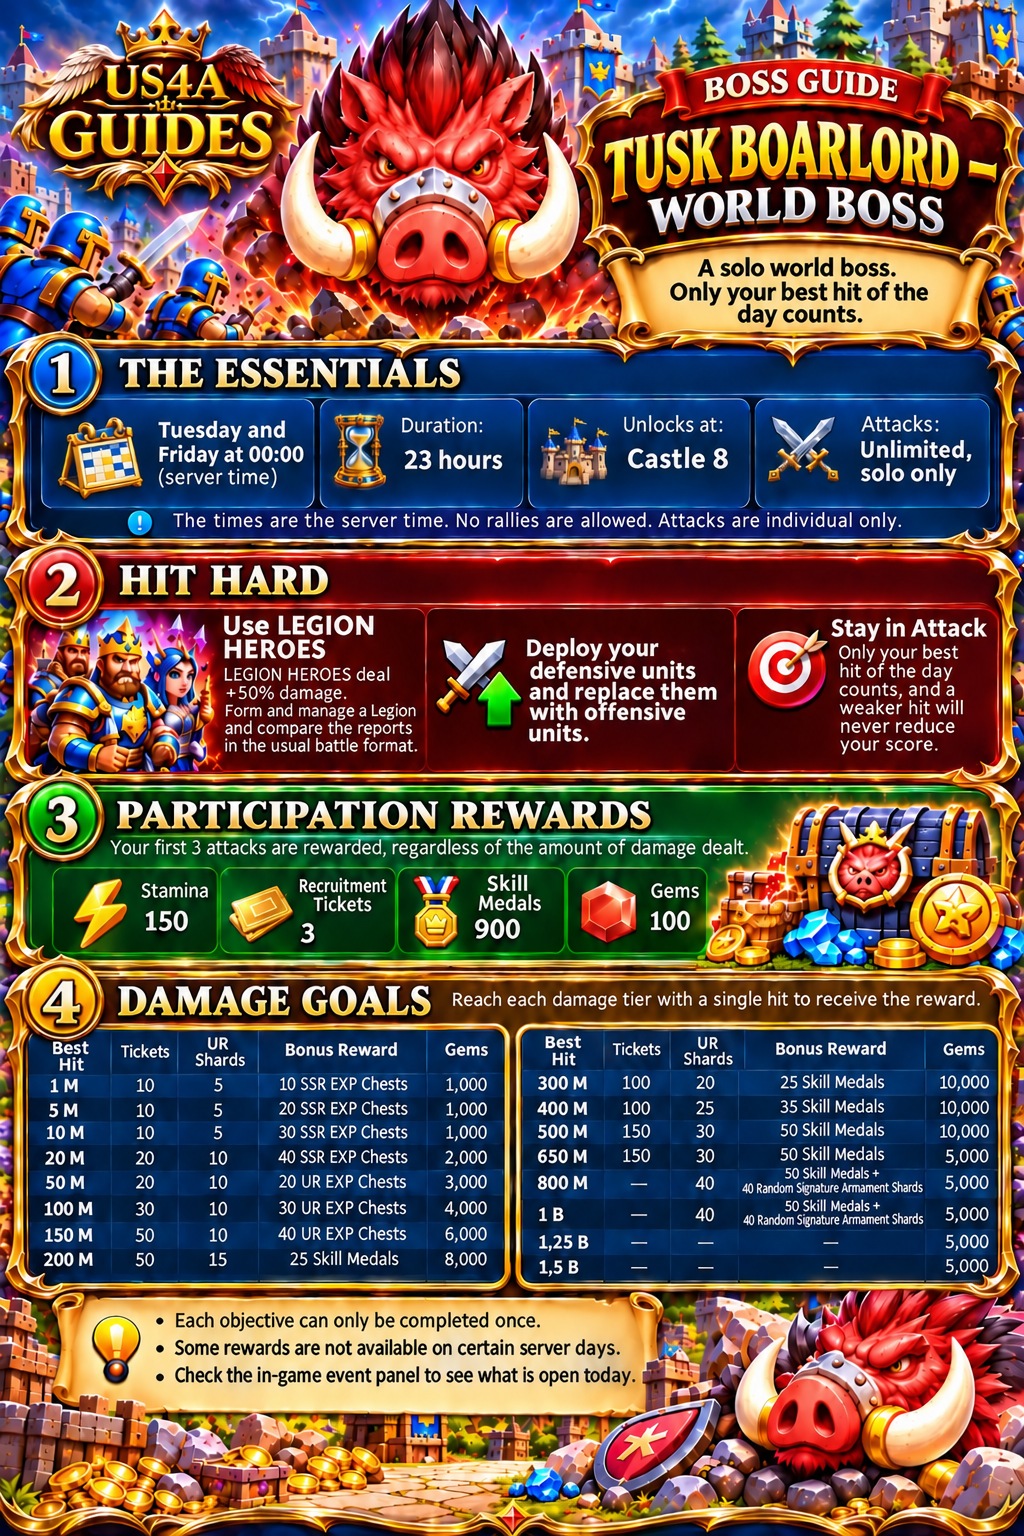 US4A
GUIDES
BOSS GUIDE
TUSK BOARLORD –
WORLD BOSS
A solo world boss.
Only your best hit of the
day counts.
1 THE ESSENTIALS
Tuesday and
Friday at 00:00
(server time)
Duration:
23 hours
Unlocks at:
Castle 8
Attacks:
Unlimited,
solo only
! The times are the server time. No rallies are allowed. Attacks are individual only.
2 HIT HARD
Use LEGION
HEROES
LEGION HEROES deal
+50% damage.
Form and manage a Legion
and compare the reports
in the usual battle format.
Deploy your
defensive units
and replace them
with offensive
units.
Stay in Attack
Only your best
hit of the day
counts, and a
weaker hit will
never reduce
your score.
3 PARTICIPATION REWARDS
Your first 3 attacks are rewarded, regardless of the amount of damage dealt.
Stamina
150
Recruitment
Tickets
3
Skill
Medals
900
Gems
100
4 DAMAGE GOALS Reach each damage tier with a single hit to receive the reward.
Best Hit Tickets UR Shards Bonus Reward Gems
1 M 10 5 10 SSR EXP Chests 1,000
5 M 10 5 20 SSR EXP Chests 1,000
10 M 10 5 30 SSR EXP Chests 1,000
20 M 20 10 40 SSR EXP Chests 2,000
50 M 20 10 20 UR EXP Chests 3,000
100 M 30 10 30 UR EXP Chests 4,000
150 M 50 10 40 UR EXP Chests 6,000
200 M 50 15 25 Skill Medals 8,000
Best Hit Tickets UR Shards Bonus Reward Gems
300 M 100 20 25 Skill Medals 10,000
400 M 100 25 35 Skill Medals 10,000
500 M 150 30 50 Skill Medals 10,000
650 M 150 30 50 Skill Medals 5,000
800 M — 40 50 Skill Medals + 40 Random Signature Armament Shards 5,000
1 B — 40 50 Skill Medals + 40 Random Signature Armament Shards 5,000
1,25 B — — — 5,000
1,5 B — — — 5,000
• Each objective can only be completed once.
• Some rewards are not available on certain server days.
• Check the in-game event panel to see what is open today.